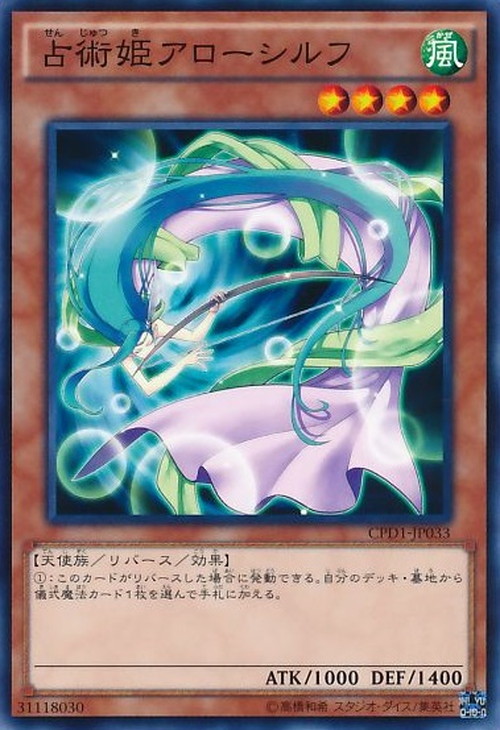 せん じゅつ き かぜ
占術姫アローシルフ 風
CPD1-JP033
【天使族／リバース／効果】
①：このカードがリバースした場合に発動できる。自分のデッキ・墓地から
儀式魔法カード１枚を選んで手札に加える。
ATK/1000 DEF/1400
31118030 ©高橋和希 スタジオ・ダイス/集英社